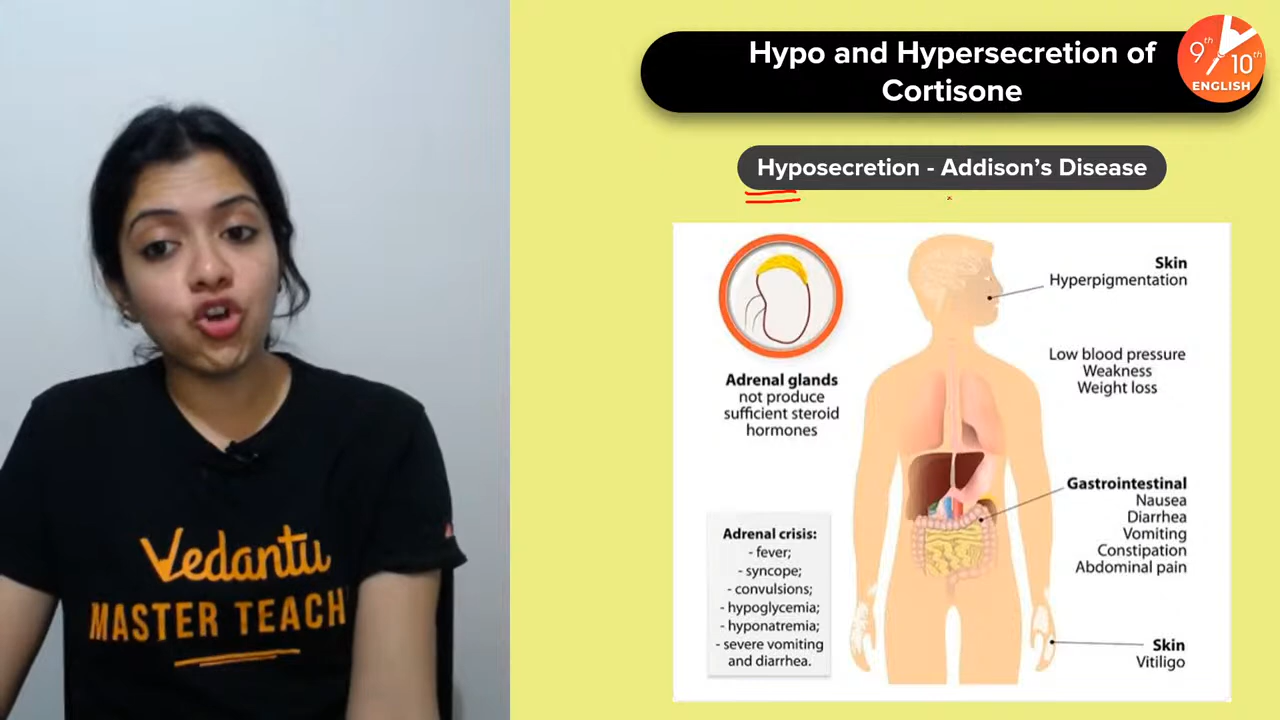 Hypo and Hypersecretion of
Cortisone
9th
10th
ENGLISH
Hyposecretion - Addison's Disease
Skin
Hyperpigmentation
Low blood pressure
Weakness
Weight loss
Adrenal glands
not produce
sufficient steroid
hormones
Gastrointestinal
Nausea
Diarrhea
Vomiting
Constipation
Abdominal pain
Adrenal crisis:
- fever;
- syncope;
- convulsions;
- hypoglycemia;
- hyponatremia;
- severe vomiting
and diarrhea.
Skin
Vitiligo
Vedantu
MASTER TEACH